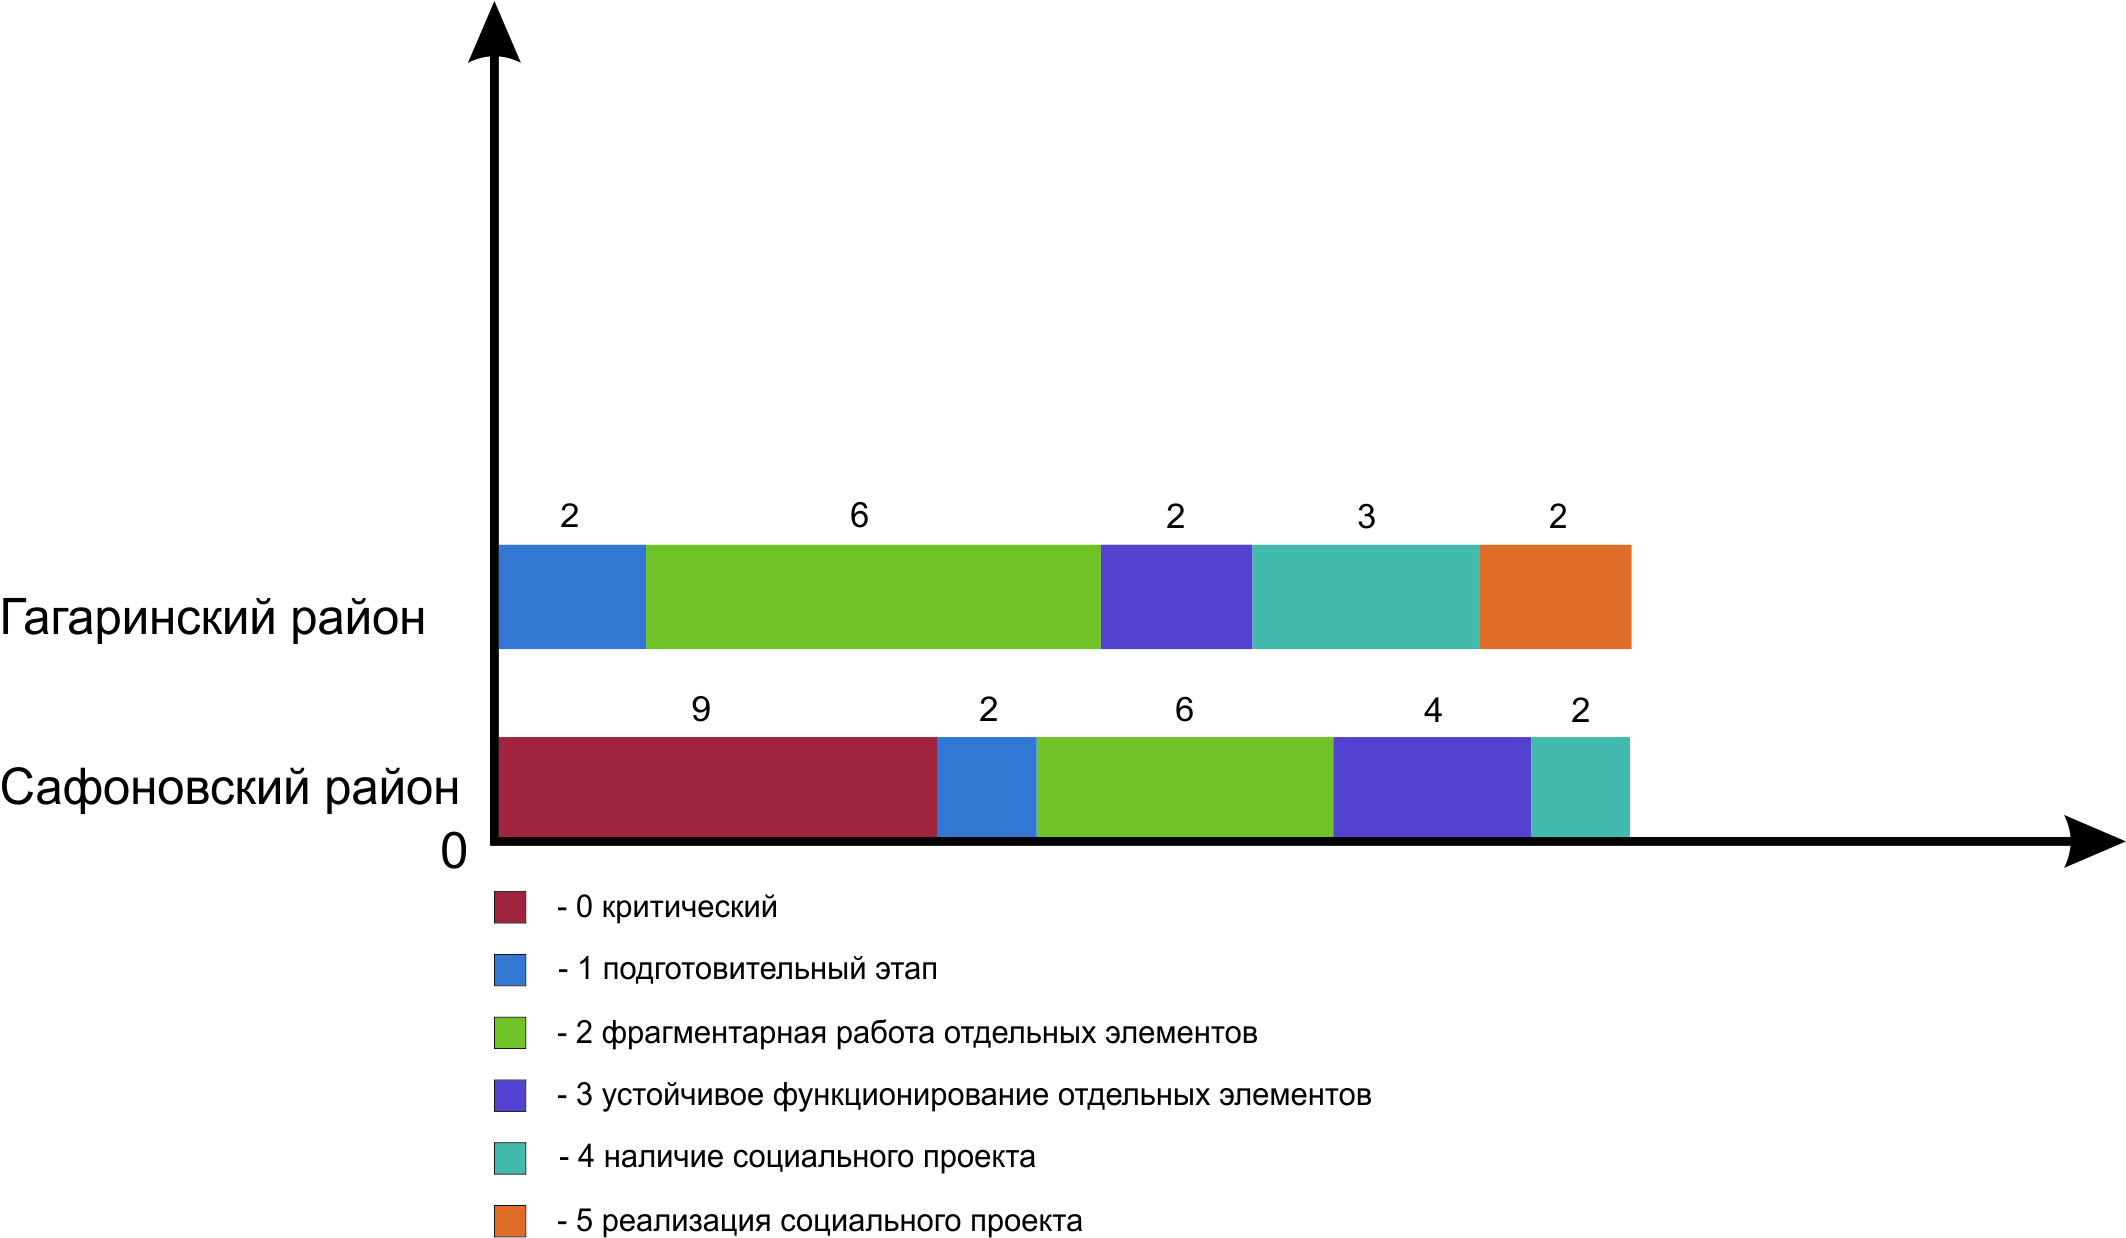 2 6 2 3 2
Гагаринский район
9 2 6 4 2
Сафоновский район
0
- 0 критический
- 1 подготовительный этап
- 2 фрагментарная работа отдельных элементов
- 3 устойчивое функционирование отдельных элементов
- 4 наличие социального проекта
- 5 реализация социального проекта